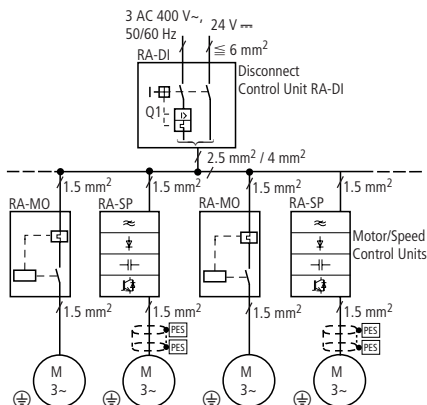 3 AC 400 V~,
50/60 Hz
24 V ⎓
≦ 6 mm²
RA-DI
Disconnect
Control Unit RA-DI
I
Q1
I>
2.5 mm² / 4 mm²
1.5 mm² 1.5 mm² 1.5 mm² 1.5 mm²
RA-MO RA-SP RA-MO RA-SP
Motor/Speed
Control Units
1.5 mm² 1.5 mm² 1.5 mm² 1.5 mm²
PES PES
PES PES
M M M M
3~ 3~ 3~ 3~